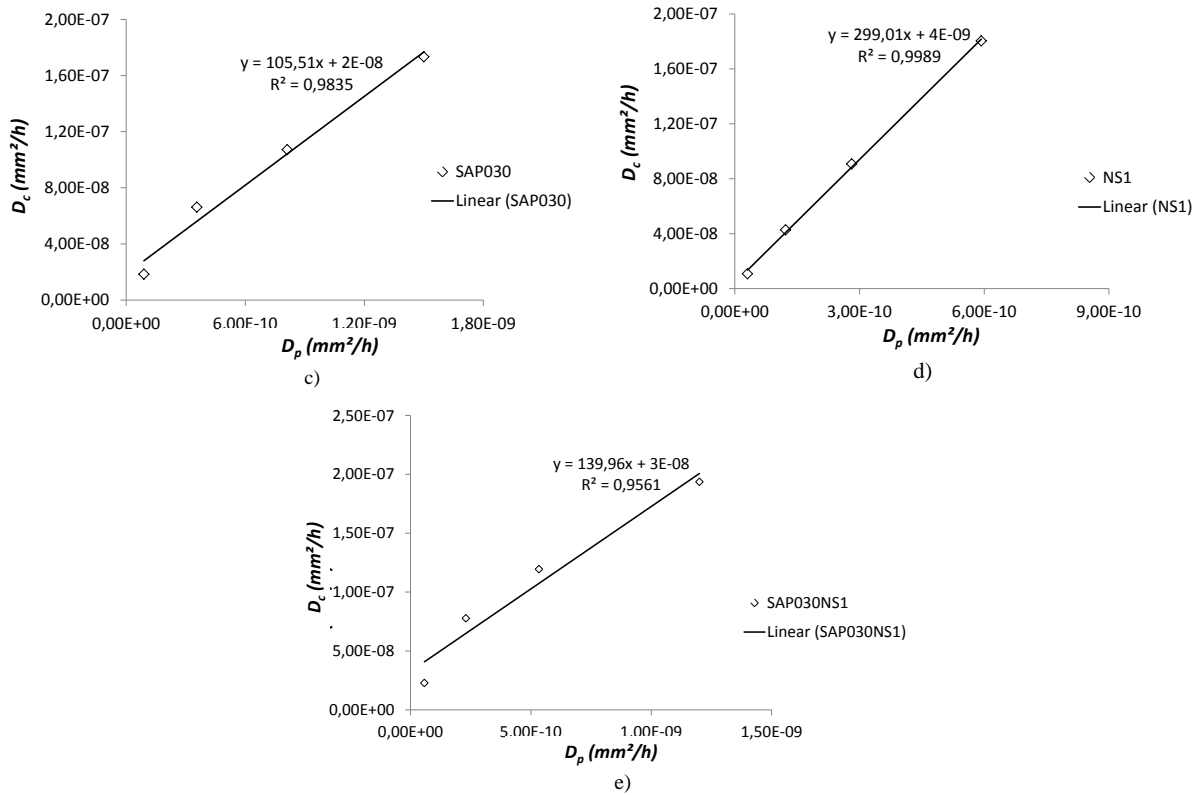 2,00E-07
1,60E-07
1,20E-07
8,00E-08
4,00E-08
0,00E+00
D_c (mm²/h)
y = 105,51x + 2E-08
R² = 0,9835
SAP030
Linear (SAP030)
0,00E+00 6,00E-10 1,20E-09 1,80E-09
D_p (mm²/h)
c)
2,00E-07
1,60E-07
1,20E-07
8,00E-08
4,00E-08
0,00E+00
D_c (mm²/h)
y = 299,01x + 4E-09
R² = 0,9989
NS1
Linear (NS1)
0,00E+00 3,00E-10 6,00E-10 9,00E-10
D_p (mm²/h)
d)
2,50E-07
2,00E-07
1,50E-07
1,00E-07
5,00E-08
0,00E+00
D_c (mm²/h)
y = 139,96x + 3E-08
R² = 0,9561
SAP030NS1
Linear (SAP030NS1)
0,00E+00 5,00E-10 1,00E-09 1,50E-09
D_p (mm²/h)
e)